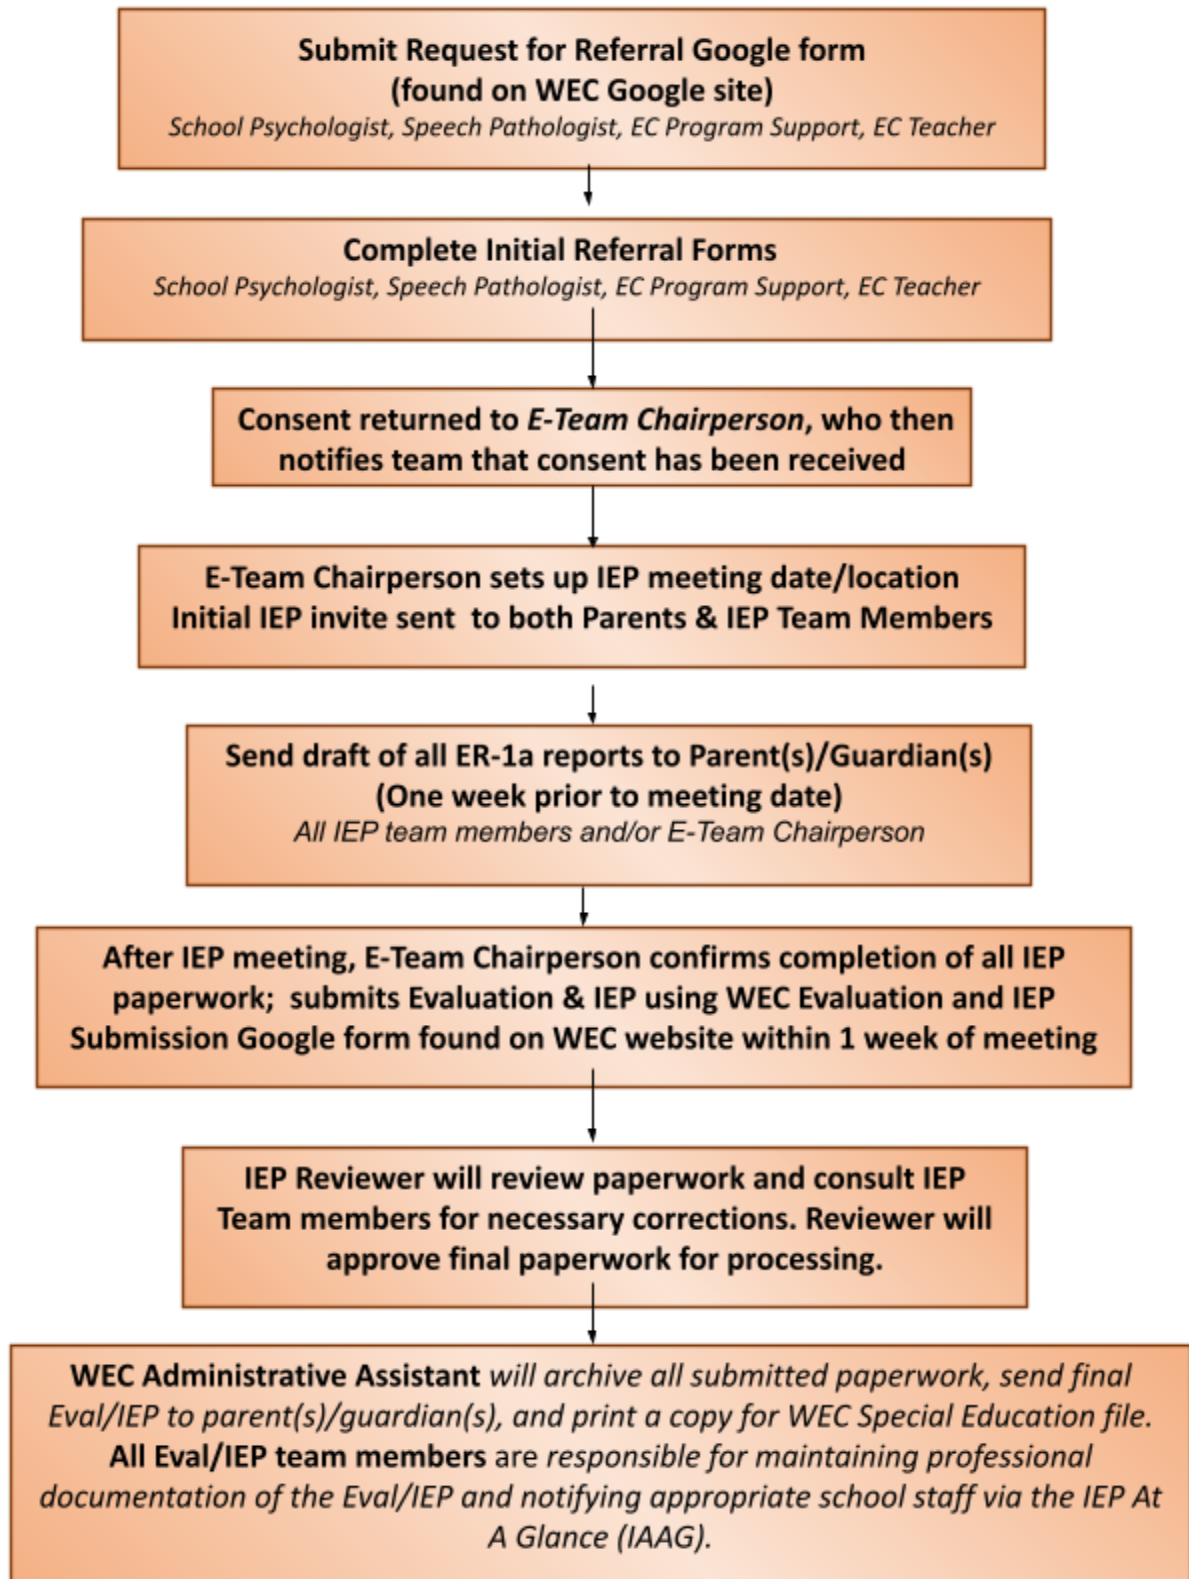 Submit Request for Referral Google form
(found on WEC Google site)
School Psychologist, Speech Pathologist, EC Program Support, EC Teacher
Complete Initial Referral Forms
School Psychologist, Speech Pathologist, EC Program Support, EC Teacher
Consent returned to E-Team Chairperson, who then
notifies team that consent has been received
E-Team Chairperson sets up IEP meeting date/location
Initial IEP invite sent to both Parents & IEP Team Members
Send draft of all ER-1a reports to Parent(s)/Guardian(s)
(One week prior to meeting date)
All IEP team members and/or E-Team Chairperson
After IEP meeting, E-Team Chairperson confirms completion of all IEP
paperwork; submits Evaluation & IEP using WEC Evaluation and IEP
Submission Google form found on WEC website within 1 week of meeting
IEP Reviewer will review paperwork and consult IEP
Team members for necessary corrections. Reviewer will
approve final paperwork for processing.
WEC Administrative Assistant will archive all submitted paperwork, send final
Eval/IEP to parent(s)/guardian(s), and print a copy for WEC Special Education file.
All Eval/IEP team members are responsible for maintaining professional
documentation of the Eval/IEP and notifying appropriate school staff via the IEP At
A Glance (IAAG).